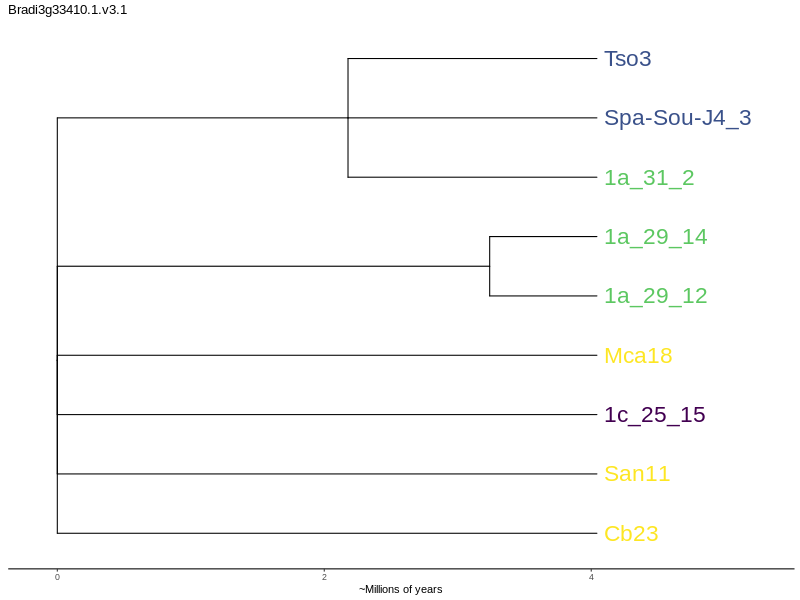 Bradi3g33410.1.v3.1
Tso3
Spa-Sou-J4_3
1a_31_2
1a_29_14
1a_29_12
Mca18
1c_25_15
San11
Cb23
0 2 4
~Millions of years